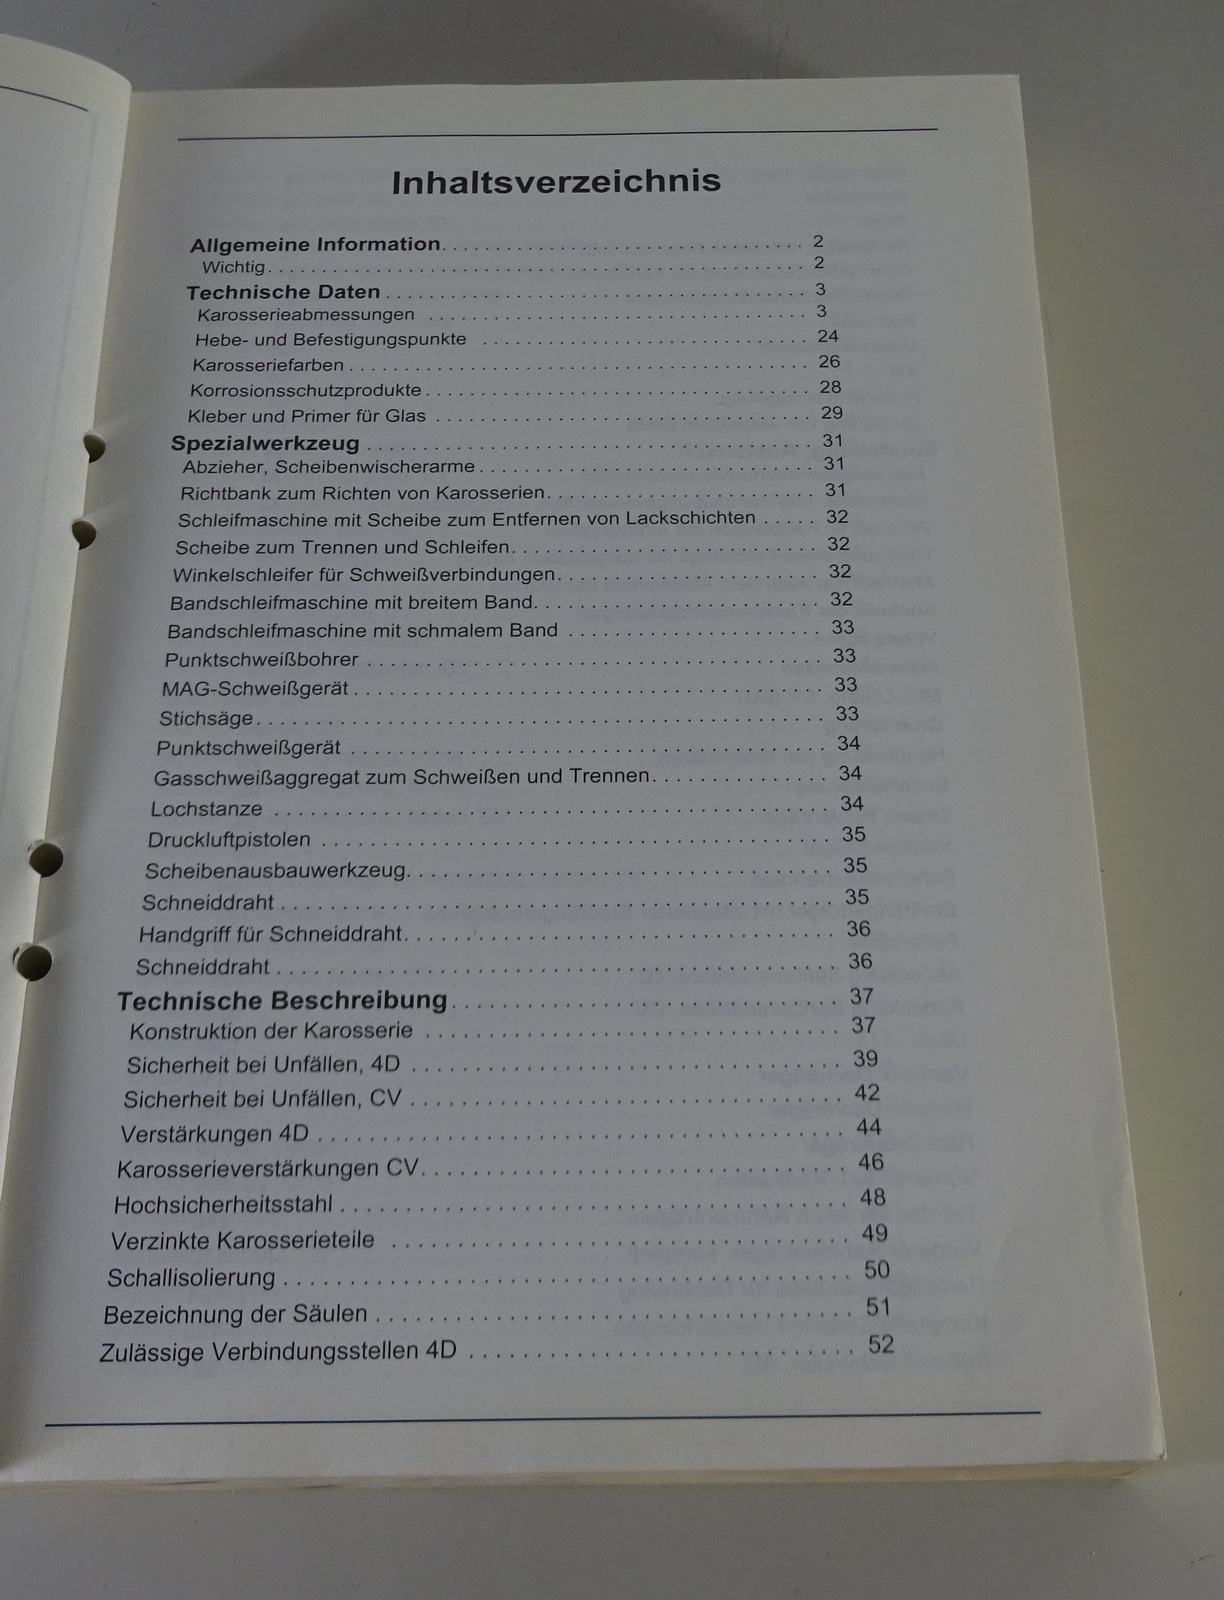 Inhaltsverzeichnis
Allgemeine Information. . . . . . . . . . . . . . . . . . . . . . . . . . . . . . 2
Wichtig. . . . . . . . . . . . . . . . . . . . . . . . . . . . . . 2
Technische Daten . . . . . . . . . . . . . . . . . . . . . . . . . . . . . . 3
Karosserieabmessungen . . . . . . . . . . . . . . . . . . . . . . . . . . . . . . 3
Hebe- und Befestigungspunkte . . . . . . . . . . . . . . . . . . . . . . . . . . 24
Karosseriefarben . . . . . . . . . . . . . . . . . . . . . . . . . . . . . . 26
Korrosionsschutzprodukte . . . . . . . . . . . . . . . . . . . . . . . . . . . . . . 28
Kleber und Primer für Glas . . . . . . . . . . . . . . . . . . . . . . . . . . . . . . 29
Spezialwerkzeug . . . . . . . . . . . . . . . . . . . . . . . . . . . . . . 31
Abzieher, Scheibenwischerarme . . . . . . . . . . . . . . . . . . . . . . . . . . . 31
Richtbank zum Richten von Karosserien. . . . . . . . . . . . . . . . . . . . . . 31
Schleifmaschine mit Scheibe zum Entfernen von Lackschichten . . . . . 32
Scheibe zum Trennen und Schleifen. . . . . . . . . . . . . . . . . . . . . . . . . 32
Winkelschleifer für Schweißverbindungen. . . . . . . . . . . . . . . . . . . . . 32
Bandschleifmaschine mit breitem Band. . . . . . . . . . . . . . . . . . . . . . . 32
Bandschleifmaschine mit schmalem Band . . . . . . . . . . . . . . . . . . . . 33
Punktschweißbohrer . . . . . . . . . . . . . . . . . . . . . . . . . . . . . . 33
MAG-Schweißgerät . . . . . . . . . . . . . . . . . . . . . . . . . . . . . . 33
Stichsäge. . . . . . . . . . . . . . . . . . . . . . . . . . . . . . 33
Punktschweißgerät . . . . . . . . . . . . . . . . . . . . . . . . . . . . . . 34
Gasschweißaggregat zum Schweißen und Trennen. . . . . . . . . . . . . . . 34
Lochstanze . . . . . . . . . . . . . . . . . . . . . . . . . . . . . . 34
Druckluftpistolen . . . . . . . . . . . . . . . . . . . . . . . . . . . . . . 35
Scheibenausbauwerkzeug. . . . . . . . . . . . . . . . . . . . . . . . . . . . . . 35
Schneiddraht . . . . . . . . . . . . . . . . . . . . . . . . . . . . . . 35
Handgriff für Schneiddraht. . . . . . . . . . . . . . . . . . . . . . . . . . . . . . 36
Schneiddraht . . . . . . . . . . . . . . . . . . . . . . . . . . . . . . 36
Technische Beschreibung. . . . . . . . . . . . . . . . . . . . . . . . . . . . . . 37
Konstruktion der Karosserie . . . . . . . . . . . . . . . . . . . . . . . . . . . . . . 37
Sicherheit bei Unfällen, 4D . . . . . . . . . . . . . . . . . . . . . . . . . . . . . . 39
Sicherheit bei Unfällen, CV . . . . . . . . . . . . . . . . . . . . . . . . . . . . . . 42
Verstärkungen 4D . . . . . . . . . . . . . . . . . . . . . . . . . . . . . . 44
Karosserieverstärkungen CV. . . . . . . . . . . . . . . . . . . . . . . . . . . . . . 46
Hochsicherheitsstahl . . . . . . . . . . . . . . . . . . . . . . . . . . . . . . 48
Verzinkte Karosserieteile . . . . . . . . . . . . . . . . . . . . . . . . . . . . . . 49
Schallisolierung . . . . . . . . . . . . . . . . . . . . . . . . . . . . . . 50
Bezeichnung der Säulen . . . . . . . . . . . . . . . . . . . . . . . . . . . . . . 51
Zulässige Verbindungsstellen 4D . . . . . . . . . . . . . . . . . . . . . . . . . . 52